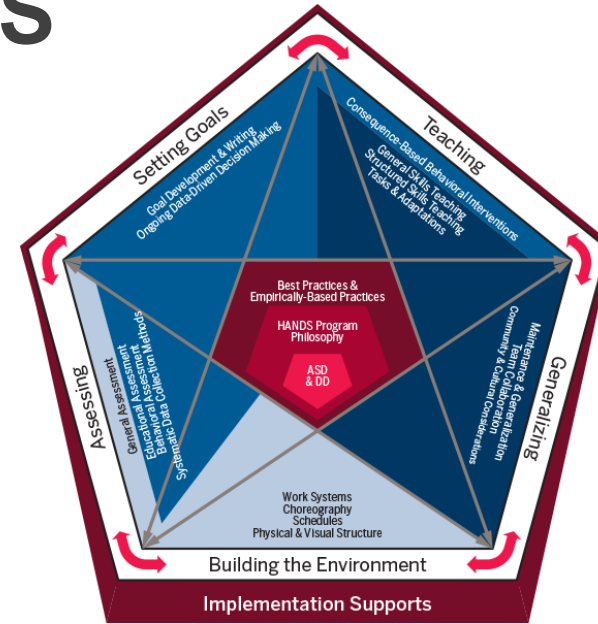 S
Setting Goals
Goal Development & Writing
Ongoing Data-Driven Decision Making
Teaching
Consequence-Based Behavioral Interventions
General Skills Teaching
Structured Skills Teaching
Tasks & Adaptations
Best Practices &
Empirically-Based Practices
HANDS Program
Philosophy
ASD
& DD
Assessing
General Assessment
Educational Assessment
Behavioral Assessment Methods
Systematic Data Collection
Generalizing
Maintenance & Generalization
Team Collaboration
Community & Cultural Considerations
Work Systems
Choreography
Schedules
Physical & Visual Structure
Building the Environment
Implementation Supports